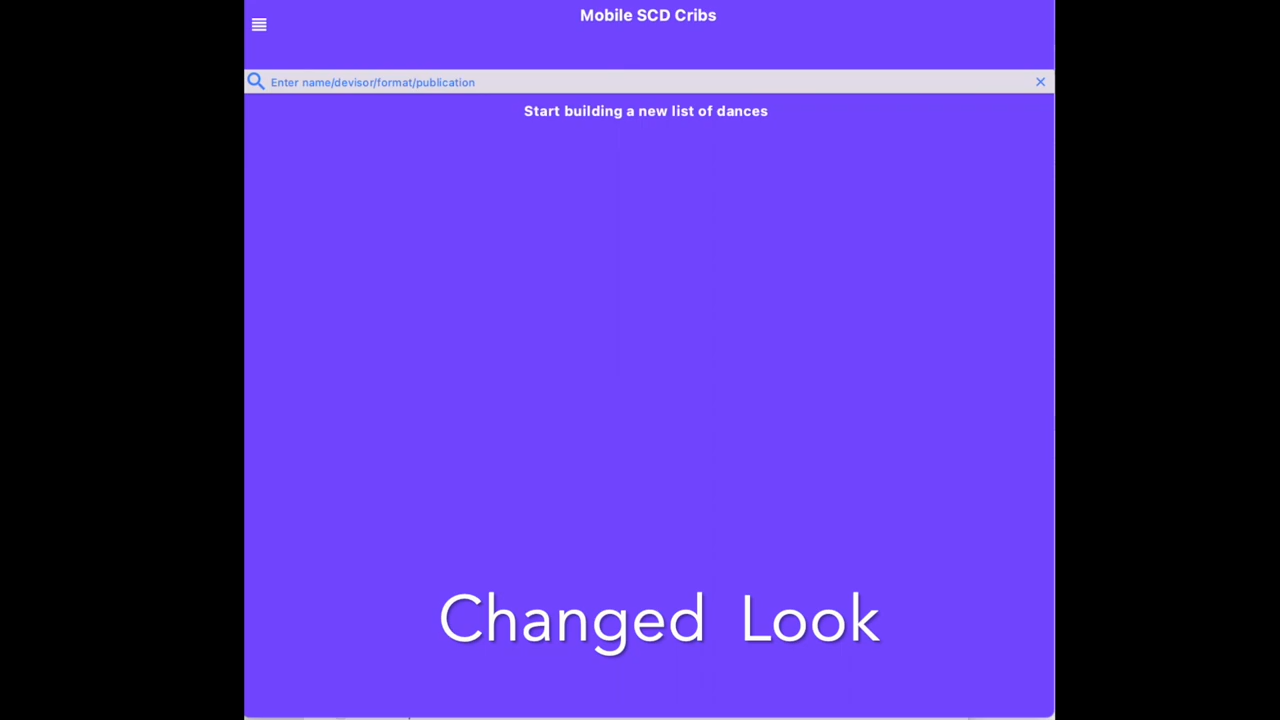 Mobile SCD Cribs
Enter name/devisor/format/publication
Start building a new list of dances
Changed Look